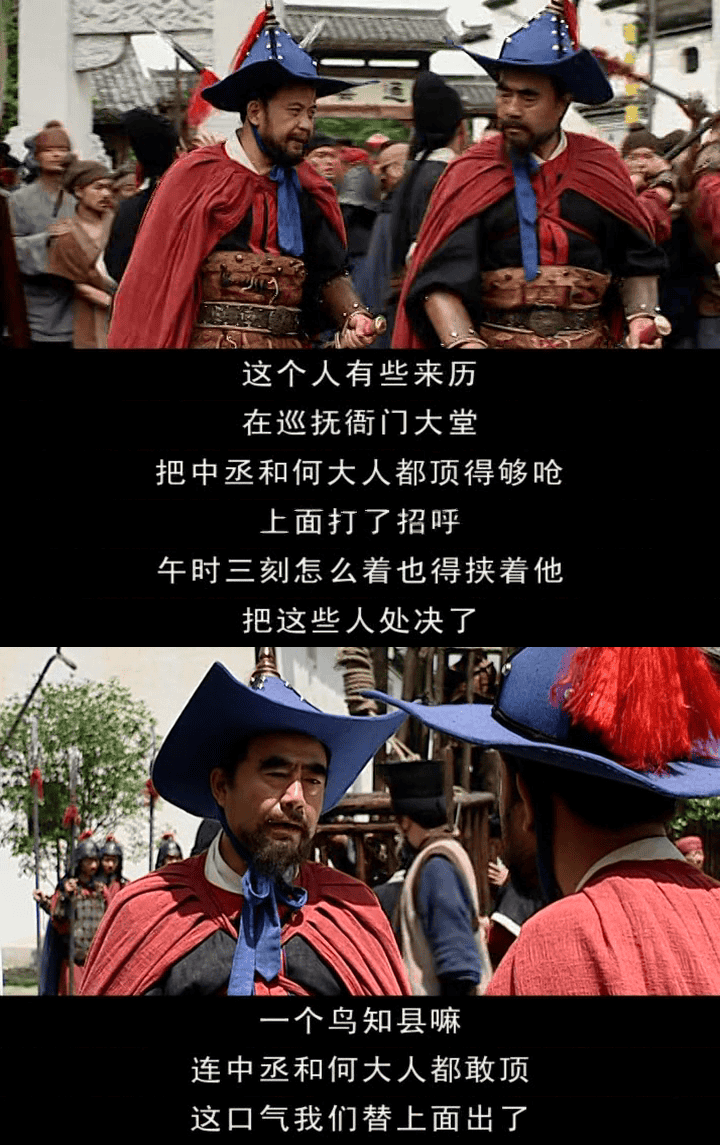 这个人有些来历
在巡抚衙门大堂
把中丞和何大人都顶得够呛
上面打了招呼
午时三刻怎么着也得挟着他
把这些人处决了
一个鸟知县嘛
连中丞和何大人都敢顶
这口气我们替上面出了